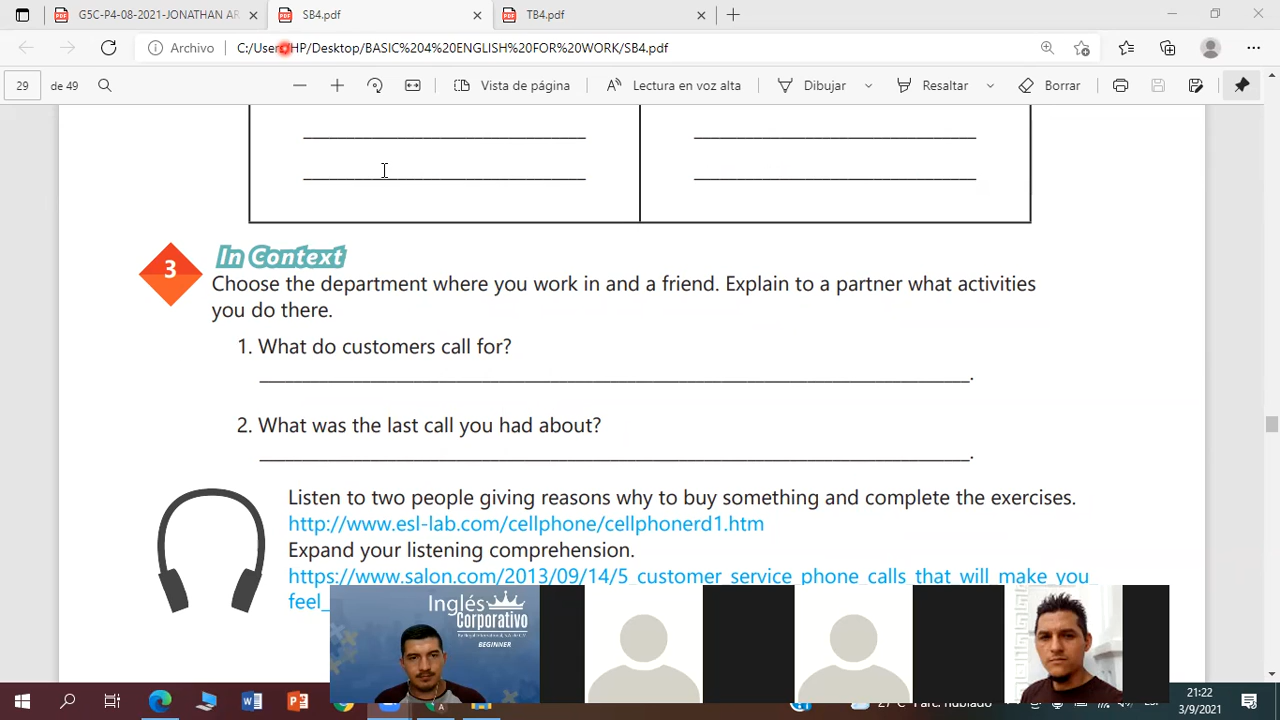 G5C-P4-08-2021-JONATHAN AR
SB4.pdf
TB4.pdf
Archivo
C:/Users/HP/Desktop/BASIC%204%20ENGLISH%20FOR%20WORK/SB4.pdf
29
de 49
Vista de página
Lectura en voz alta
Dibujar
Resaltar
Borrar
3
In Context
Choose the department where you work in and a friend. Explain to a partner what activities
you do there.
1. What do customers call for?
2. What was the last call you had about?
Listen to two people giving reasons why to buy something and complete the exercises.
http://www.esl-lab.com/cellphone/cellphonerd1.htm
Expand your listening comprehension.
https://www.salon.com/2013/09/14/5_customer_service_phone_calls_that_will_make_you
feel_
Inglés
Corporativo
BEGINNER
21:22
3/9/2021